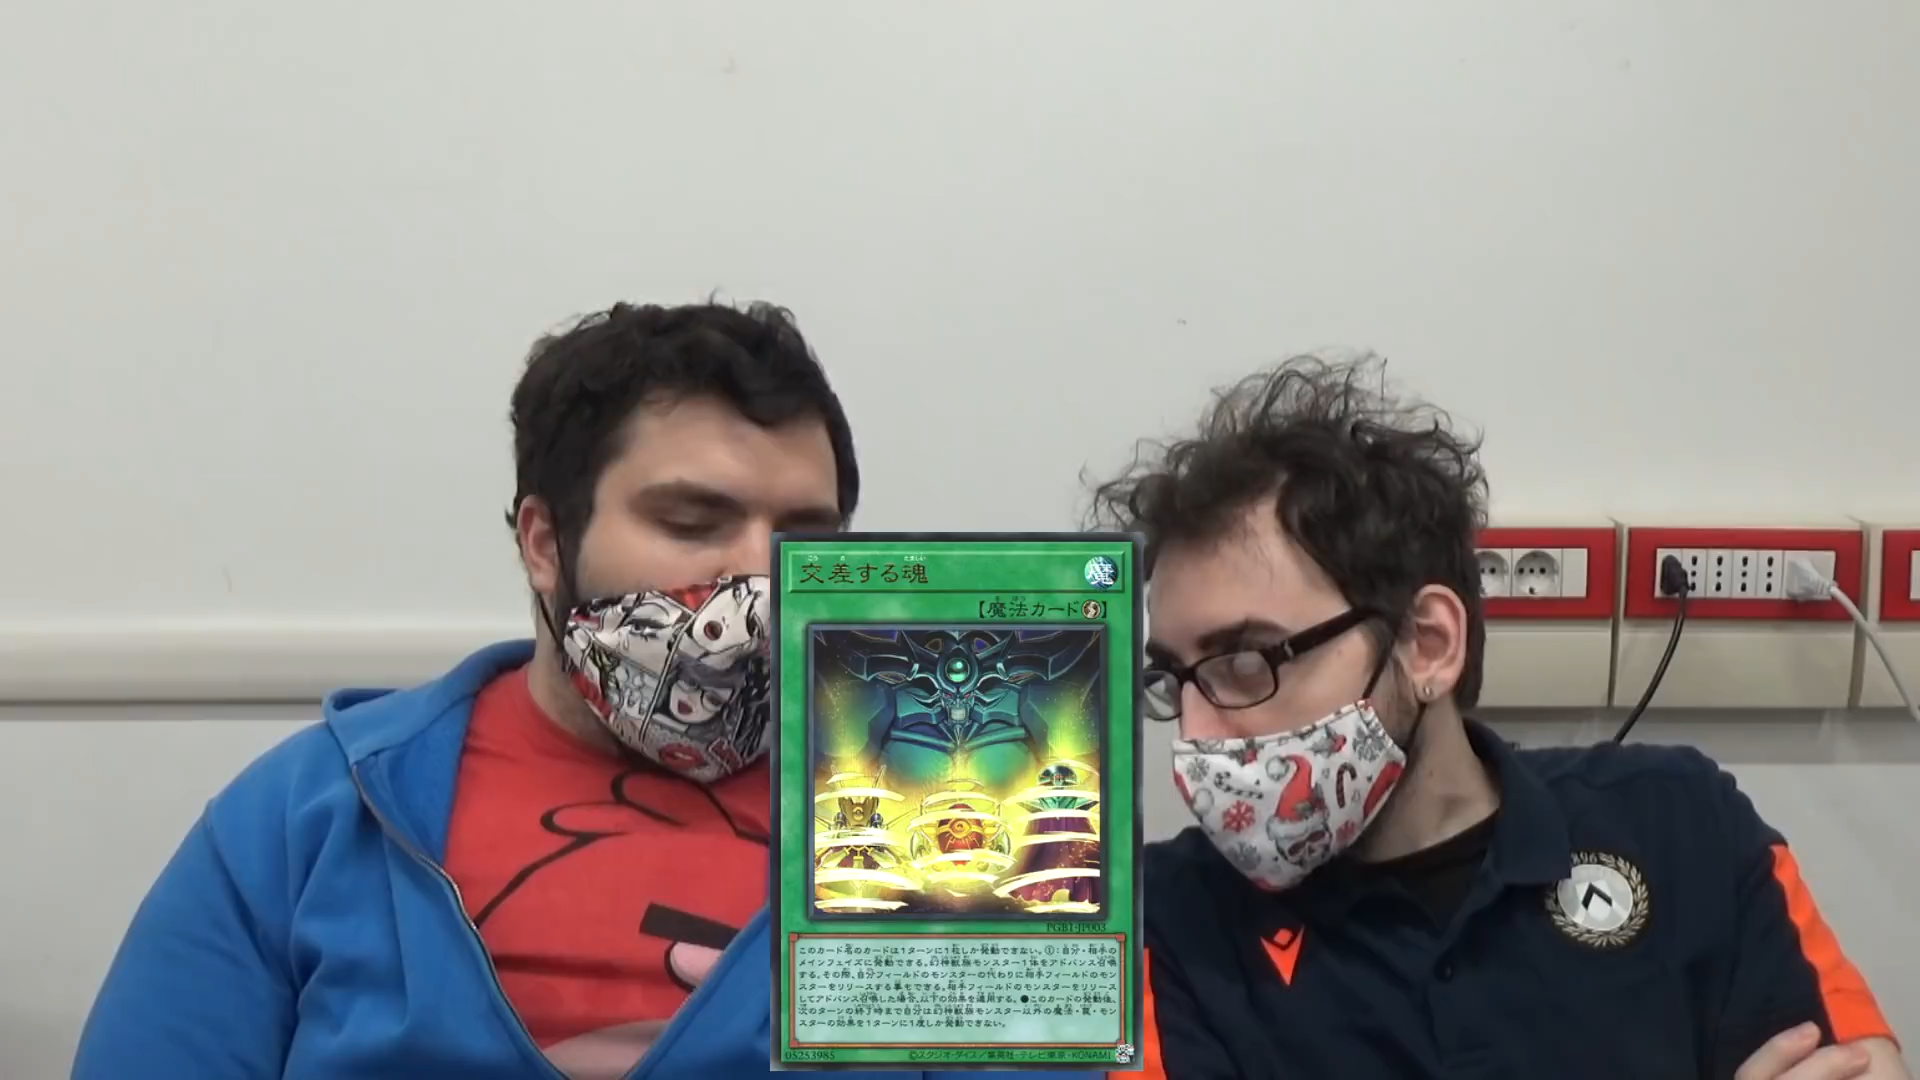 交差する魂
魔
【魔法カード】
PGB1-JP003
このカード名のカードは1ターンに1枚しか発動できない。①:自分・相手の
メインフェイズに発動できる。幻神獣族モンスター1体をアドバンス召喚
する。その際、自分フィールドのモンスターの代わりに相手フィールドのモン
スターをリリースする事もできる。相手フィールドのモンスターをリリース
してアドバンス召喚した場合、以下の効果を適用する。●このカードの発動後、
次のターンの終了時まで自分は幻神獣族モンスター以外の魔法・罠・モン
スターの効果を1ターンに1度しか発動できない。
05253985 ©スタジオ・ダイス/集英社・テレビ東京・KONAMI